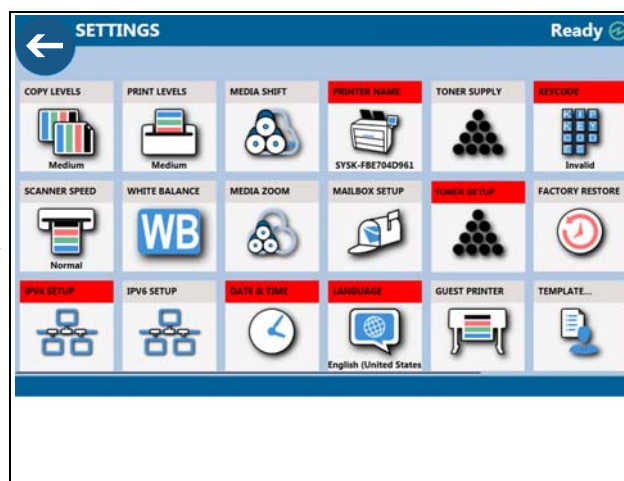 SETTINGS
Ready
COPY LEVELS
PRINT LEVELS
MEDIA SHIFT
PRINTER NAME
TONER SUPPLY
KEYCODE
K I P
K E Y
C O D
E S
Medium
Medium
SYSK-FBE704D961
Invalid
SCANNER SPEED
WHITE BALANCE
MEDIA ZOOM
MAILBOX SETUP
TONER SETUP
FACTORY RESTORE
WB
Normal
IPV4 SETUP
IPV6 SETUP
DATE & TIME
LANGUAGE
GUEST PRINTER
TEMPLATE...
English (United States